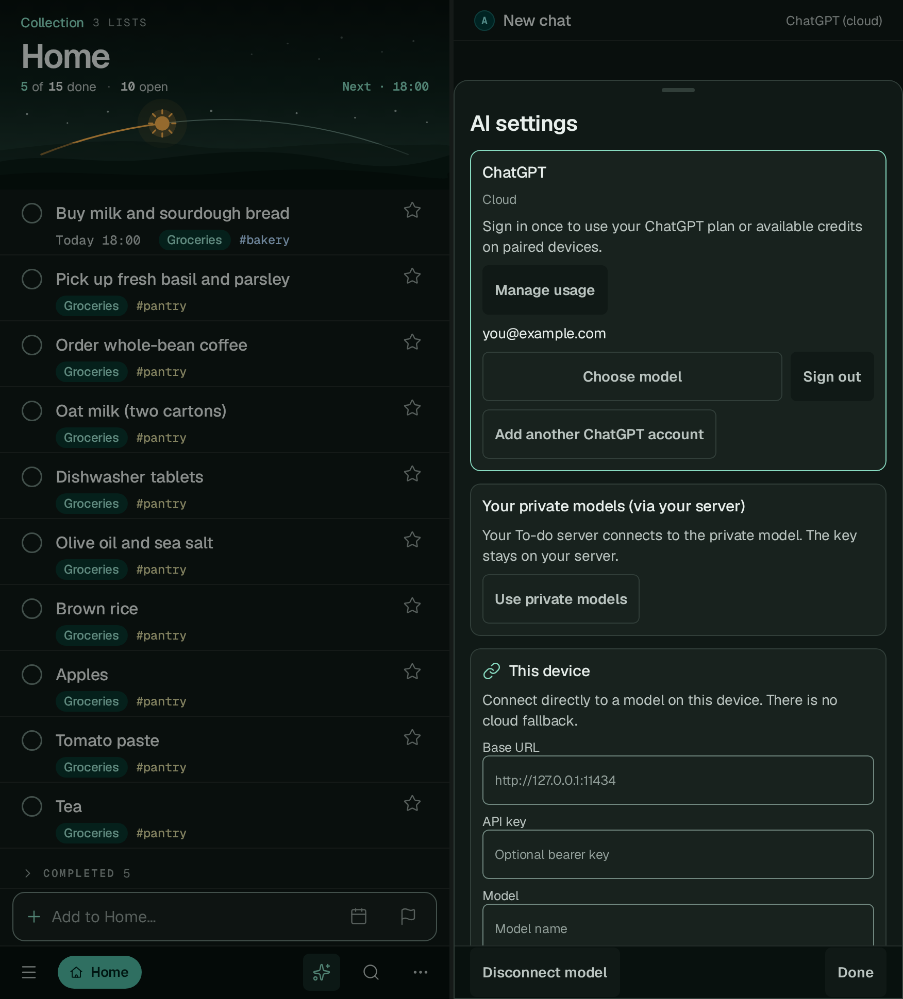 Collection 3 LISTS
Home
5 of 15 done · 10 open
Next · 18:00
Buy milk and sourdough bread
Today 18:00 Groceries #bakery
Pick up fresh basil and parsley
Groceries #pantry
Order whole-bean coffee
Groceries #pantry
Oat milk (two cartons)
Groceries #pantry
Dishwasher tablets
Groceries #pantry
Olive oil and sea salt
Groceries #pantry
Brown rice
Groceries #pantry
Apples
Groceries #pantry
Tomato paste
Groceries #pantry
Tea
Groceries #pantry
COMPLETED 5
Add to Home...
Home
A New chat
ChatGPT (cloud)
AI settings
ChatGPT
Cloud
Sign in once to use your ChatGPT plan or available credits
on paired devices.
Manage usage
you@example.com
Choose model
Sign out
Add another ChatGPT account
Your private models (via your server)
Your To-do server connects to the private model. The key
stays on your server.
Use private models
This device
Connect directly to a model on this device. There is no
cloud fallback.
Base URL
http://127.0.0.1:11434
API key
Optional bearer key
Model
Model name
Disconnect model
Done